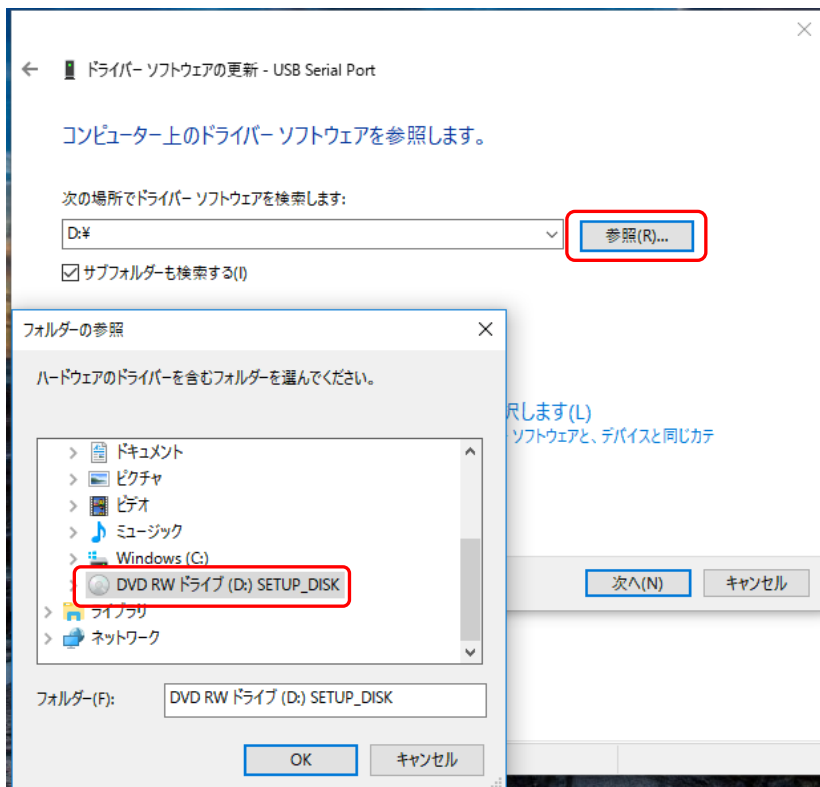 ドライバー ソフトウェアの更新 - USB Serial Port
コンピューター上のドライバー ソフトウェアを参照します。
次の場所でドライバー ソフトウェアを検索します:
D:¥
参照(R)...
サブフォルダーも検索する(I)
フォルダーの参照
ハードウェアのドライバーを含むフォルダーを選んでください。
択します(L)
ソフトウェアと、デバイスと同じカテ
ドキュメント
ピクチャ
ビデオ
ミュージック
Windows (C:)
DVD RW ドライブ (D:) SETUP_DISK
ライブラリ
ネットワーク
次へ(N)
キャンセル
フォルダー(F):
DVD RW ドライブ (D:) SETUP_DISK
OK
キャンセル